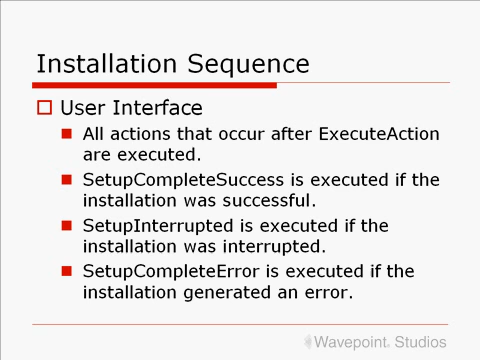 Installation Sequence
User Interface
All actions that occur after ExecuteAction
are executed.
SetupCompleteSuccess is executed if the
installation was successful.
SetupInterrupted is executed if the
installation was interrupted.
SetupCompleteError is executed if the
installation generated an error.
Wavepoint Studios